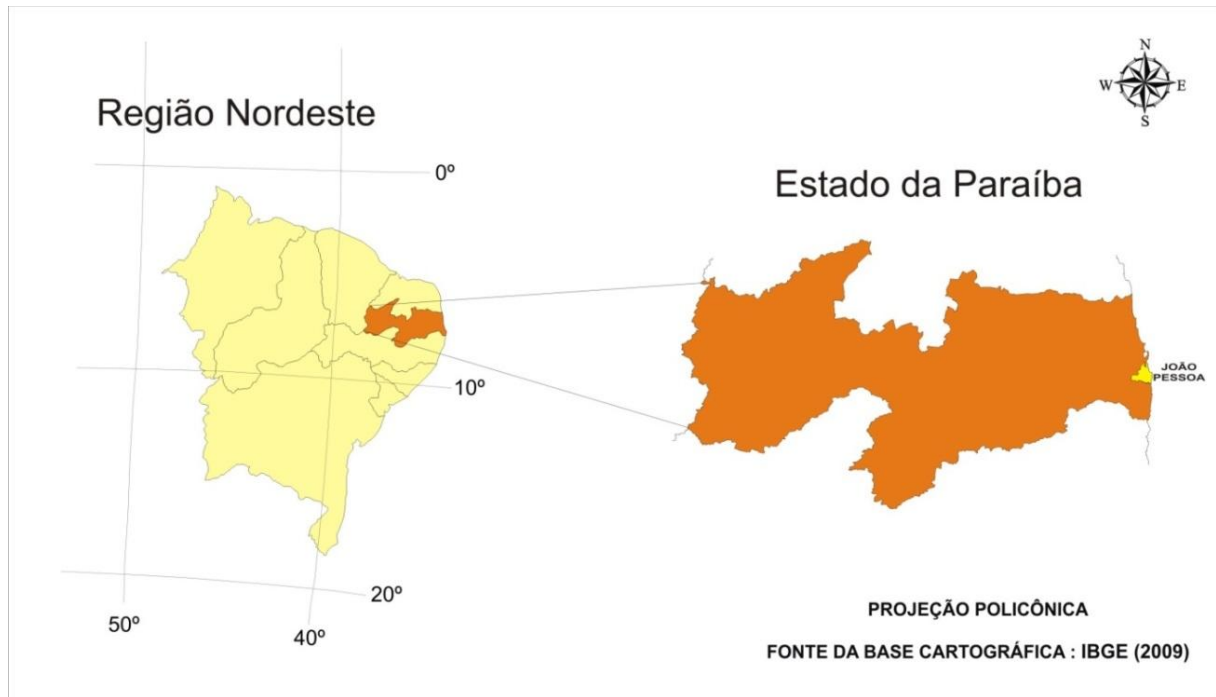 Região Nordeste
N
W
E
S
0º
Estado da Paraíba
10º
JOÃO
PESSOA
20º
50º
40º
PROJEÇÃO POLICÔNICA
FONTE DA BASE CARTOGRÁFICA : IBGE (2009)